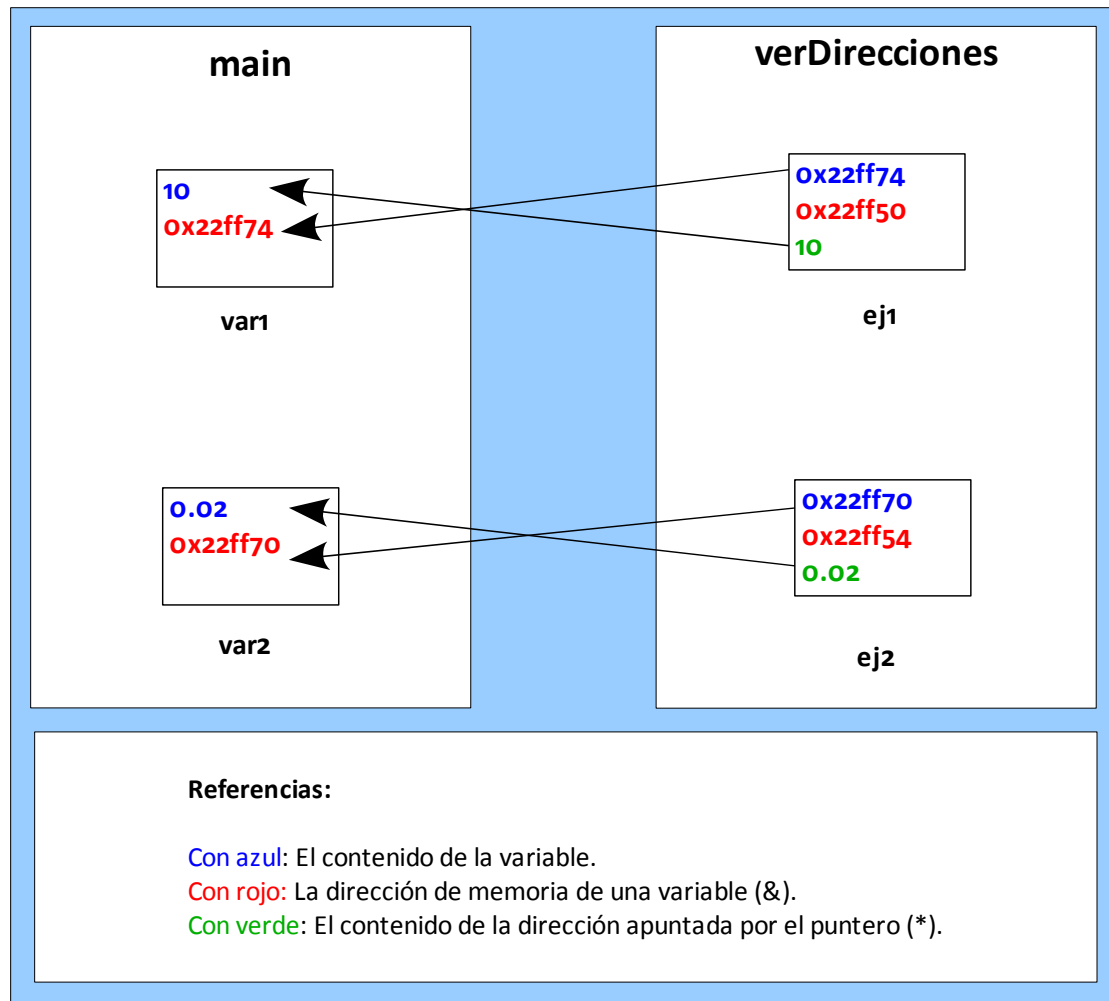 main
verDirecciones
10
0x22ff74
var1
0x22ff74
0x22ff50
10
ej1
0.02
0x22ff70
var2
0x22ff70
0x22ff54
0.02
ej2
Referencias:
Con azul: El contenido de la variable.
Con rojo: La dirección de memoria de una variable (&).
Con verde: El contenido de la dirección apuntada por el puntero (*).